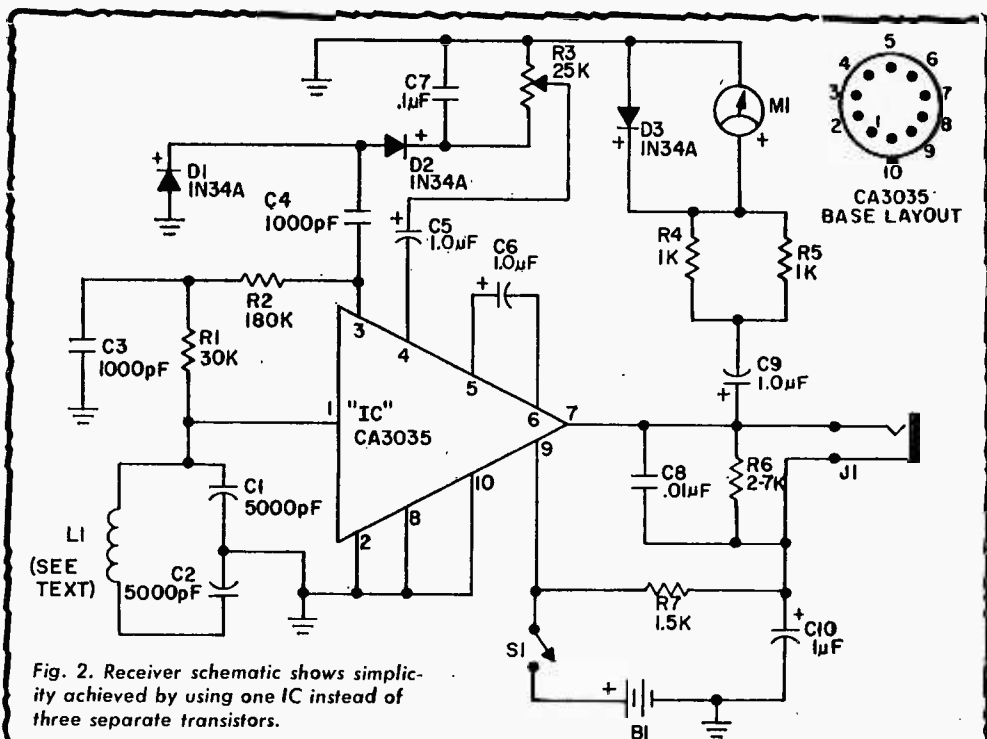 R3
25K
C7
.1µF
M1
D3
1N34A
+
+
D2
1N34A
+
D1
1N34A
C4
1000pF
+
C5
1.0µF
C6
1.0µF
+
5
4
6
3
7
2
1
8
9
10
CA3035
BASE LAYOUT
R4
1K
R5
1K
R2
180K
R1
30K
C3
1000pF
3
4
5
6
7
1
"IC"
CA3035
9
10
8
2
C9
1.0µF
+
C8
.01µF
R6
2-7K
J1
L1
(SEE
TEXT)
C1
5000pF
C2
5000pF
R7
1.5K
+
C10
1µF
S1
+
B1
Fig. 2. Receiver schematic shows simplic-
ity achieved by using one IC instead of
three separate transistors.